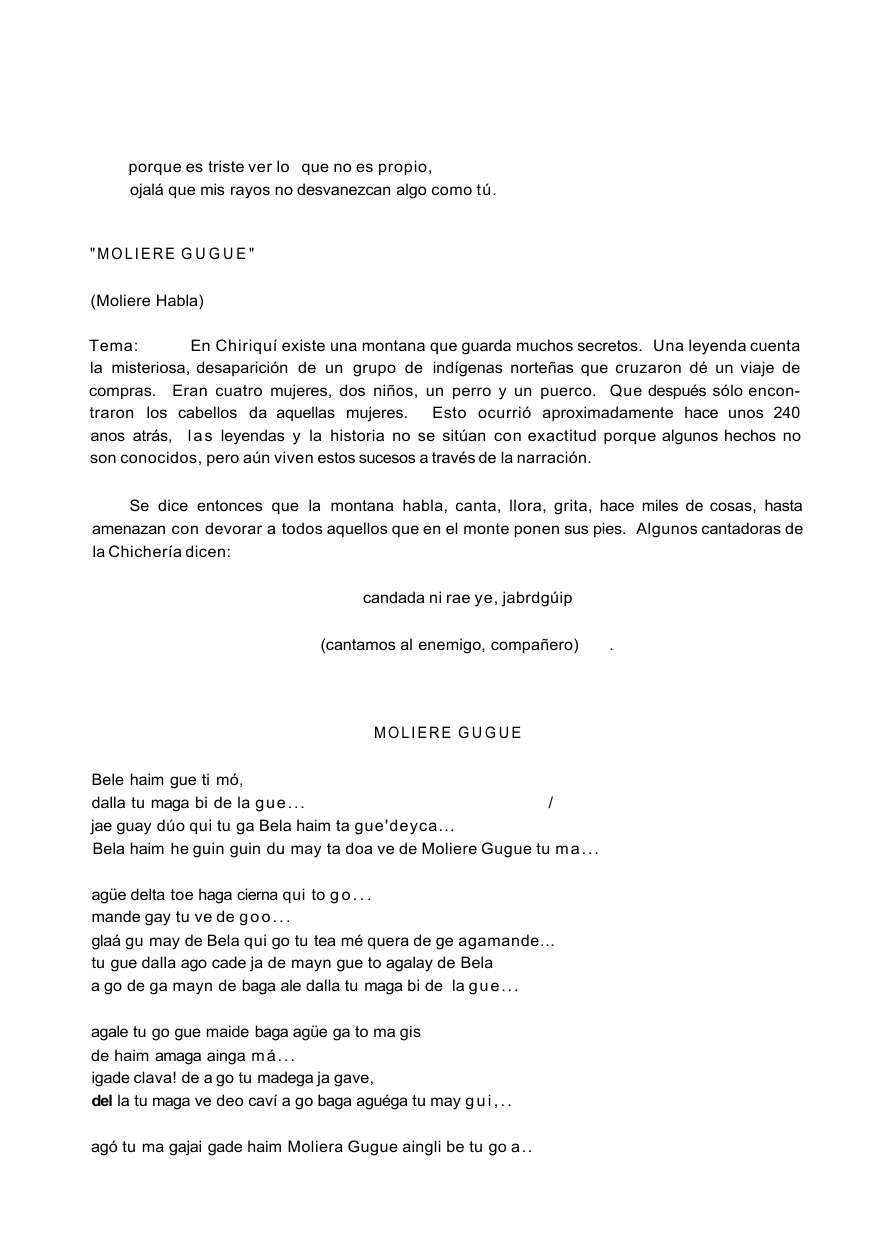 porque es triste ver lo que no es propio,
ojalá que mis rayos no desvanezcan algo como tú.
"MOLIERE GUGUE"
(Moliere Habla)
Tema: En Chiriquí existe una montana que guarda muchos secretos. Una leyenda cuenta
la misteriosa, desaparición de un grupo de indígenas norteñas que cruzaron dé un viaje de
compras. Eran cuatro mujeres, dos niños, un perro y un puerco. Que después sólo encon-
traron los cabellos da aquellas mujeres. Esto ocurrió aproximadamente hace unos 240
anos atrás, las leyendas y la historia no se sitúan con exactitud porque algunos hechos no
son conocidos, pero aún viven estos sucesos a través de la narración.
Se dice entonces que la montana habla, canta, llora, grita, hace miles de cosas, hasta
amenazan con devorar a todos aquellos que en el monte ponen sus pies. Algunos cantadoras de
la Chichería dicen:
candada ni rae ye, jabrdgúip
(cantamos al enemigo, compañero) .
MOLIERE GUGUE
Bele haim gue ti mó,
dalla tu maga bi de la gue... /
jae guay dúo qui tu ga Bela haim ta gue'deyca...
Bela haim he guin guin du may ta doa ve de Moliere Gugue tu ma...
agüe delta toe haga cierna qui to go...
mande gay tu ve de goo...
glaá gu may de Bela qui go tu tea mé quera de ge agamande...
tu gue dalla ago cade ja de mayn gue to agalay de Bela
a go de ga mayn de baga ale dalla tu maga bi de la gue...
agale tu go gue maide baga agüe ga to ma gis
de haim amaga ainga má...
igade clava! de a go tu madega ja gave,
del la tu maga ve deo caví a go baga aguéga tu may gui,..
agó tu ma gajai gade haim Moliera Gugue aingli be tu go a..